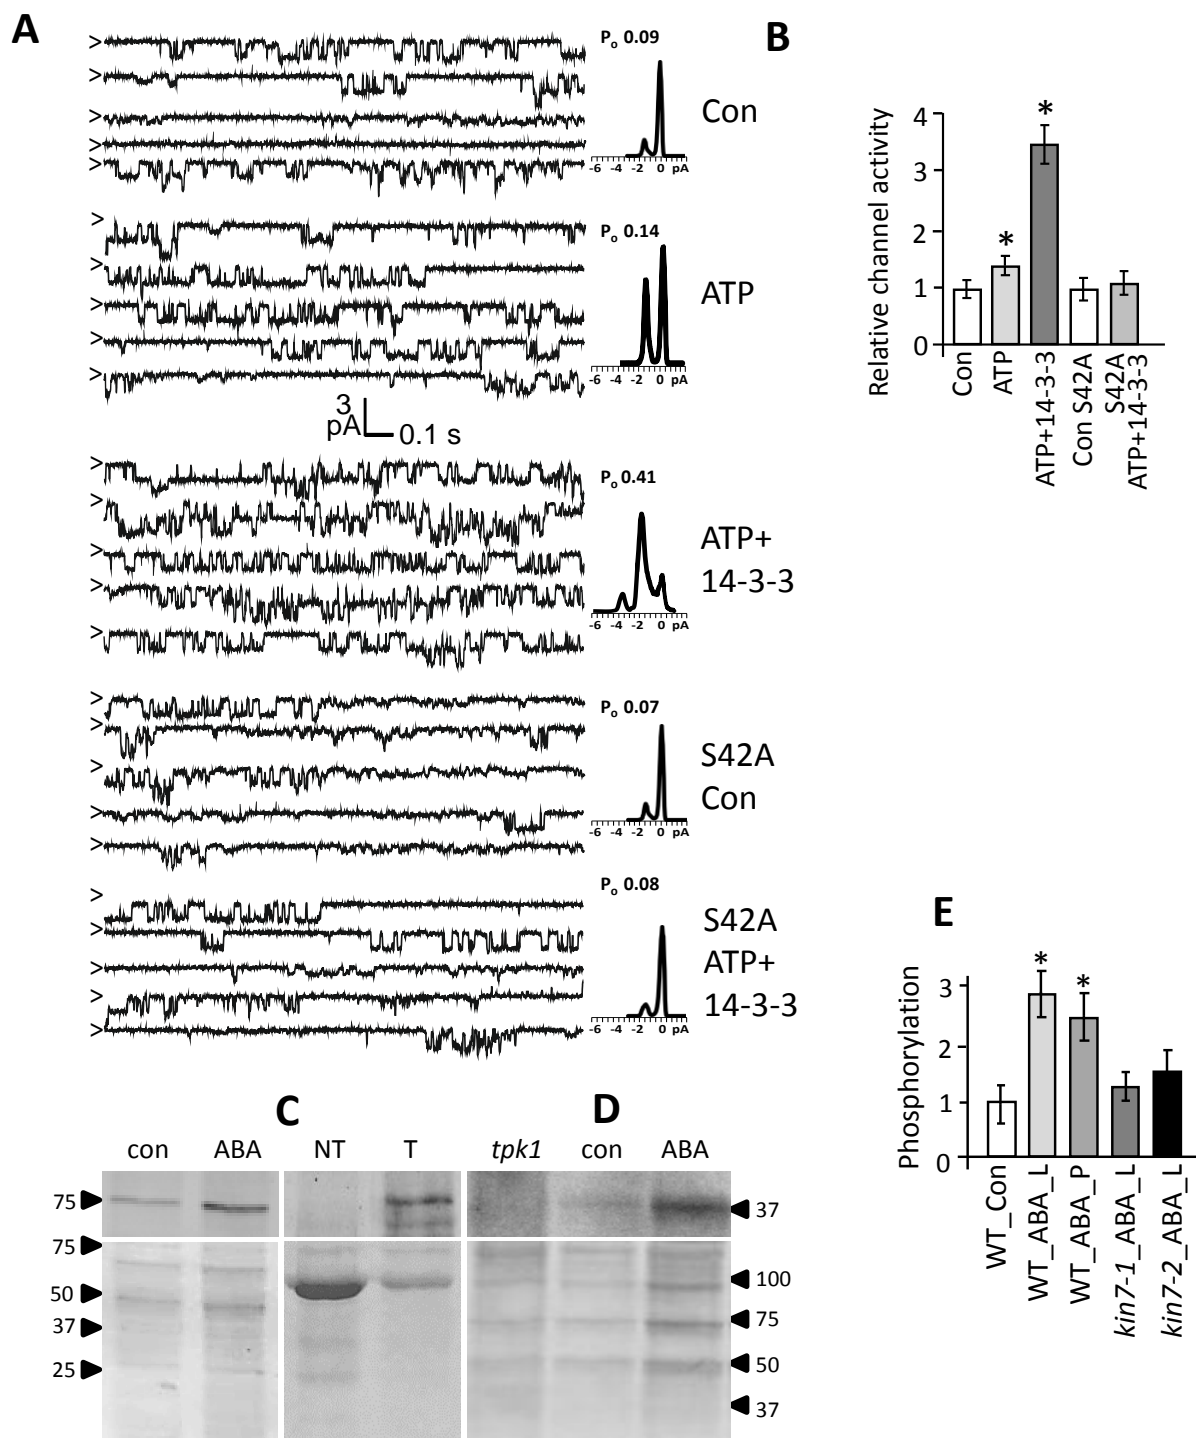 A
B
>
>
>
>
>
Po 0.09
-6 -4 -2 0 pA
Con
>
>
>
>
>
Po 0.14
-6 -4 -2 0 pA
ATP
3
pA
0.1 s
>
>
>
>
>
Po 0.41
-6 -4 -2 0 pA
ATP+
14-3-3
>
>
>
>
>
Po 0.07
-6 -4 -2 0 pA
S42A
Con
>
>
>
>
>
Po 0.08
-6 -4 -2 0 pA
S42A
ATP+
14-3-3
Relative channel activity
4
3
2
1
0
*
*
Con
ATP
ATP+14-3-3
Con S42A
S42A
ATP+14-3-3
C
D
con ABA
NT T
tpk1 con ABA
75
75
50
37
25
37
100
75
50
37
E
Phosphorylation
3
2
1
0
*
*
WT_Con
WT_ABA_L
WT_ABA_P
kin7-1_ABA_L
kin7-2_ABA_L